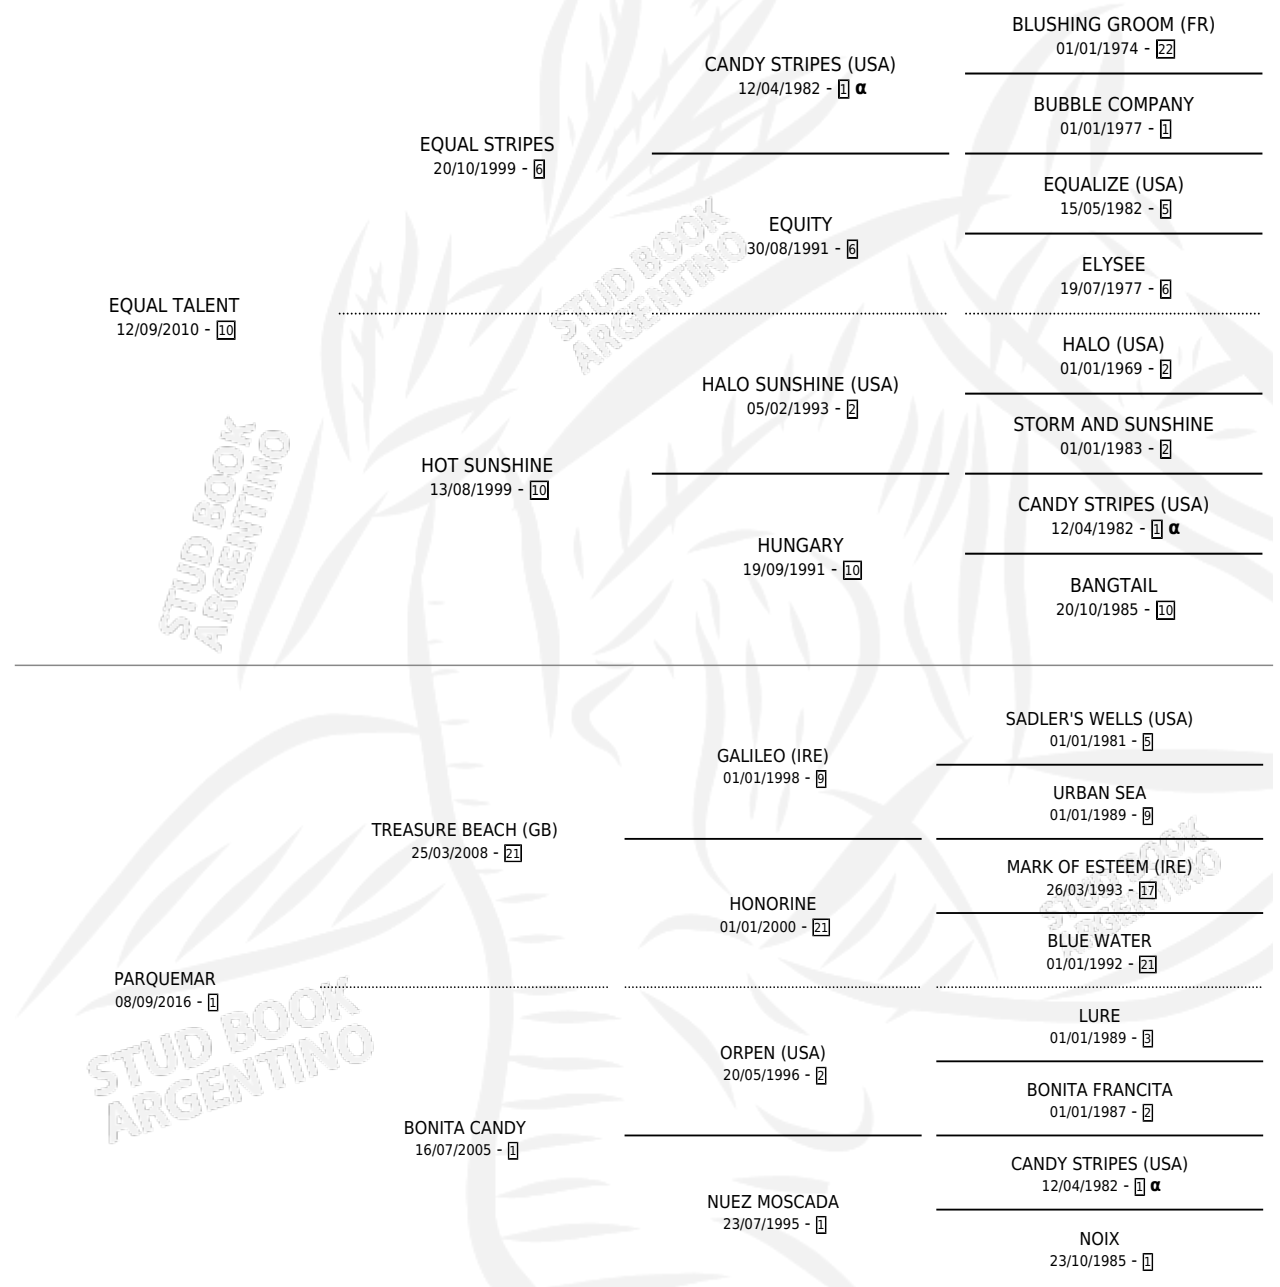 BLUSHING GROOM (FR)
01/01/1974 - 22
CANDY STRIPES (USA)
12/04/1982 - 1 α
BUBBLE COMPANY
01/01/1977 - 1
EQUAL STRIPES
20/10/1999 - 6
EQUALIZE (USA)
15/05/1982 - 5
EQUITY
30/08/1991 - 6
ELYSEE
19/07/1977 - 6
EQUAL TALENT
12/09/2010 - 10
HALO (USA)
01/01/1969 - 2
HALO SUNSHINE (USA)
05/02/1993 - 2
STORM AND SUNSHINE
01/01/1983 - 2
HOT SUNSHINE
13/08/1999 - 10
CANDY STRIPES (USA)
12/04/1982 - 1 α
HUNGARY
19/09/1991 - 10
BANGTAIL
20/10/1985 - 10
SADLER'S WELLS (USA)
01/01/1981 - 5
GALILEO (IRE)
01/01/1998 - 9
URBAN SEA
01/01/1989 - 9
TREASURE BEACH (GB)
25/03/2008 - 21
MARK OF ESTEEM (IRE)
26/03/1993 - 17
HONORINE
01/01/2000 - 21
BLUE WATER
01/01/1992 - 21
PARQUEMAR
08/09/2016 - 1
LURE
01/01/1989 - 3
ORPEN (USA)
20/05/1996 - 2
BONITA FRANCITA
01/01/1987 - 2
BONITA CANDY
16/07/2005 - 1
CANDY STRIPES (USA)
12/04/1982 - 1 α
NUEZ MOSCADA
23/07/1995 - 1
NOIX
23/10/1985 - 1
STUD BOOK
ARGENTINO
STUD BOOK
ARGENTINO
STUD BOOK
ARGENTINO
STUD BOOK
ARGENTINO